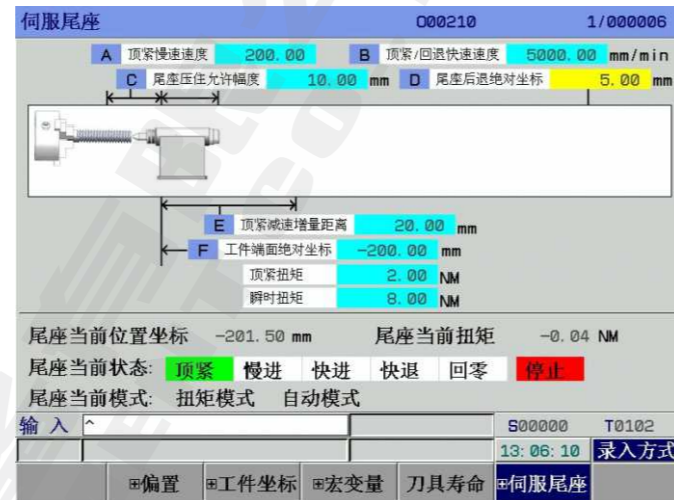 伺服尾座 O00210 1/000006
A 顶紧慢速速度 200.00 B 顶紧/回退快速速度 5000.00 mm/min
C 尾座压住允许幅度 10.00 mm D 尾座后退绝对坐标 5.00 mm
E 顶紧减速增量距离 20.00 mm
F 工件端面绝对坐标 -200.00 mm
顶紧扭矩 2.00 NM
瞬时扭矩 8.00 NM
尾座当前位置坐标 -201.50 mm 尾座当前扭矩 -0.04 NM
尾座当前状态: 顶紧 慢进 快进 快退 回零 停止
尾座当前模式: 扭矩模式 自动模式
输入 ^ S00000 T0102
13:06:10 录入方式
⊞偏置 ⊞工件坐标 ⊞宏变量 刀具寿命 ⊞伺服尾座